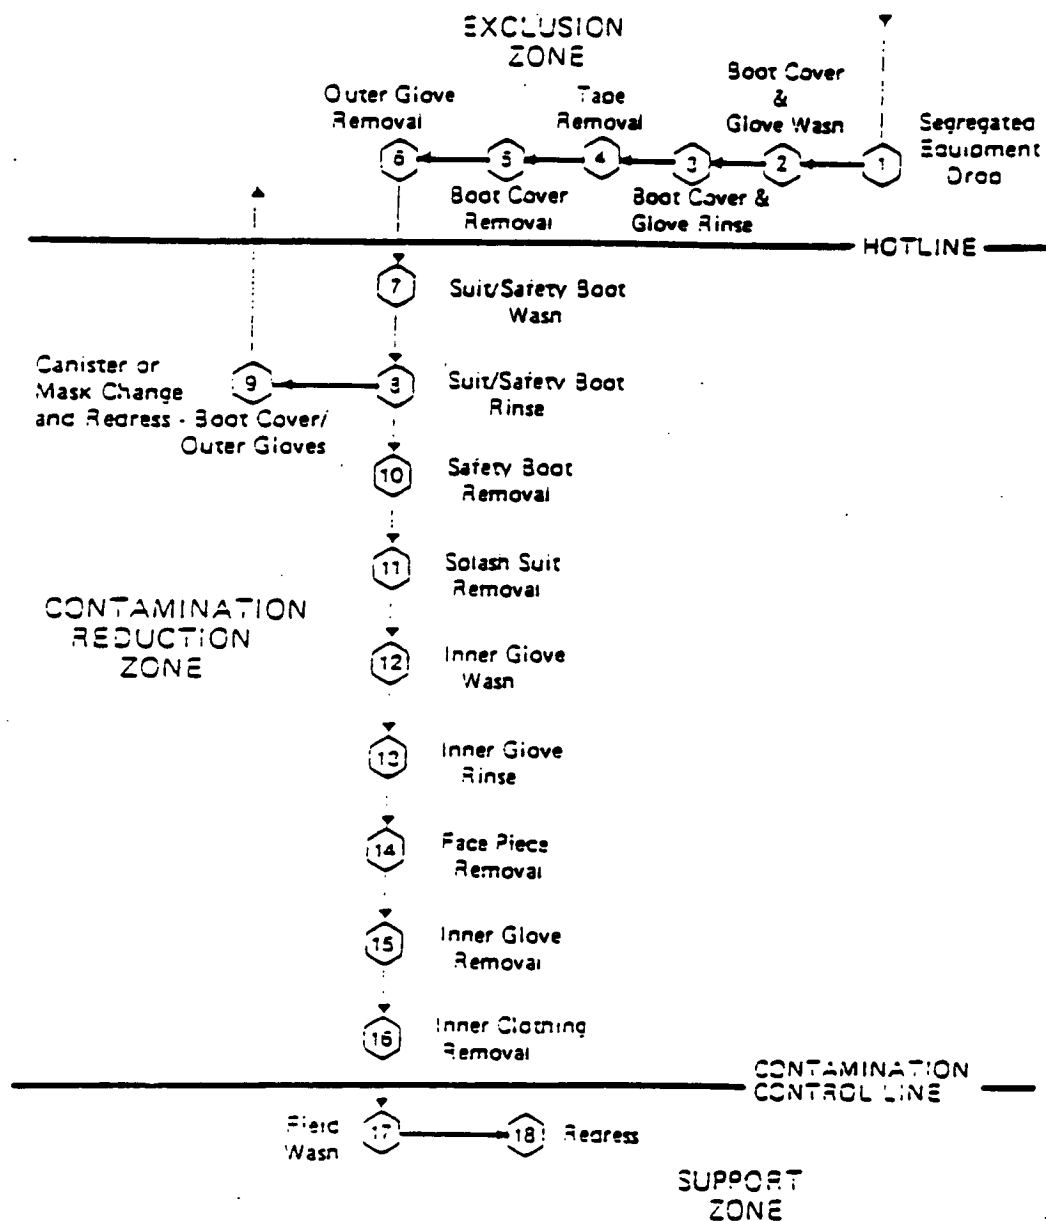 EXCLUSION
ZONE
Outer Glove
Removal
Tape
Removal
Boot Cover
&
Glove Wash
Segregated
Equipment
Drop
6
5
4
3
2
1
Boot Cover
Removal
Boot Cover &
Glove Rinse
HOTLINE
7
Suit/Safety Boot
Wash
Canister or
Mask Change
and Redress - Boot Cover/
Outer Gloves
9
8
Suit/Safety Boot
Rinse
10
Safety Boot
Removal
11
Splash Suit
Removal
CONTAMINATION
REDUCTION
ZONE
12
Inner Glove
Wash
13
Inner Glove
Rinse
14
Face Piece
Removal
15
Inner Glove
Removal
16
Inner Clothing
Removal
CONTAMINATION
CONTROL LINE
Field
Wash
17
18
Redress
SUPPORT
ZONE